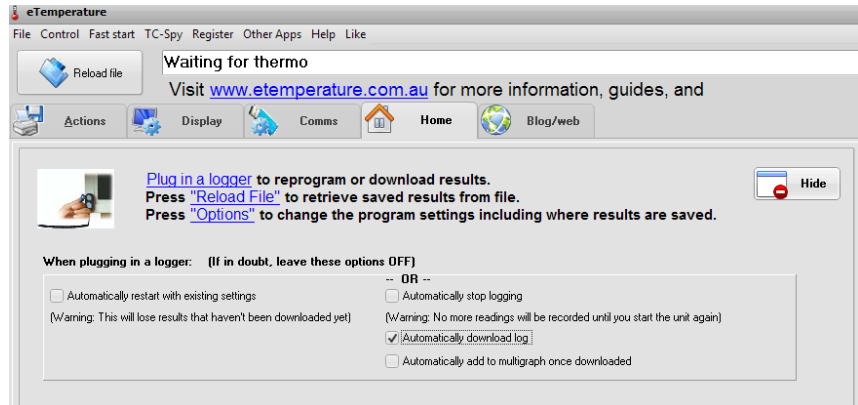 eTemperature
File Control Fast start TC-Spy Register Other Apps Help Like
Reload file
Waiting for thermo
Visit www.etemperature.com.au for more information, guides, and
Actions Display Comms Home Blog/web
Plug in a logger to reprogram or download results.
Press "Reload File" to retrieve saved results from file.
Press "Options" to change the program settings including where results are saved.
Hide
When plugging in a logger: (If in doubt, leave these options OFF)
-- OR --
Automatically restart with existing settings
(Warning: This will lose results that haven't been downloaded yet)
Automatically stop logging
(Warning: No more readings will be recorded until you start the unit again)
Automatically download log
Automatically add to multigraph once downloaded